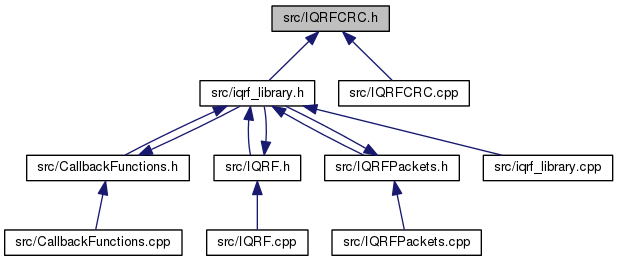 src/IQRFCRC.h
src/iqrf_library.h
src/IQRFCRC.cpp
src/CallbackFunctions.h
src/IQRF.h
src/IQRFPackets.h
src/iqrf_library.cpp
src/CallbackFunctions.cpp
src/IQRF.cpp
src/IQRFPackets.cpp